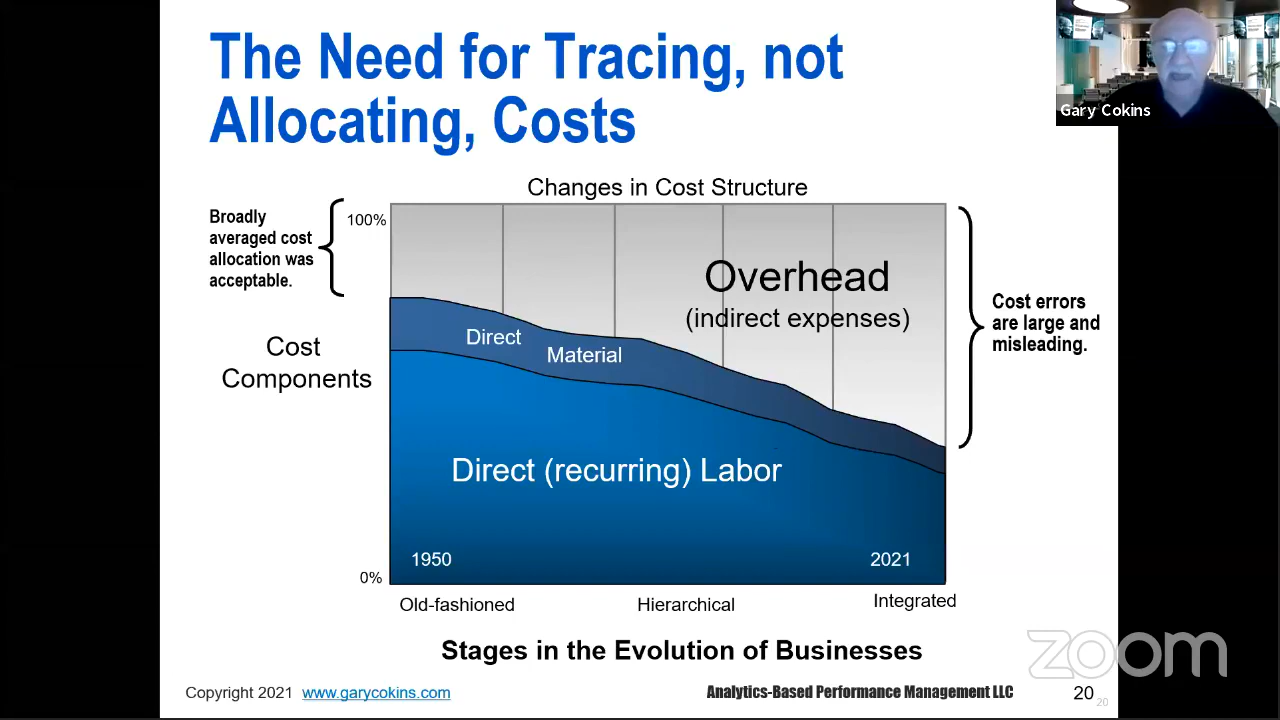 The Need for Tracing, not
Allocating, Costs
Gary Cokins
Changes in Cost Structure
Broadly
averaged cost
allocation was
acceptable.
100%
Overhead
(indirect expenses)
Cost errors
are large and
misleading.
Direct
Material
Cost
Components
Direct (recurring) Labor
1950
2021
0%
Old-fashioned
Hierarchical
Integrated
Stages in the Evolution of Businesses
zoom
Copyright 2021 www.garycokins.com
Analytics-Based Performance Management LLC
20
20